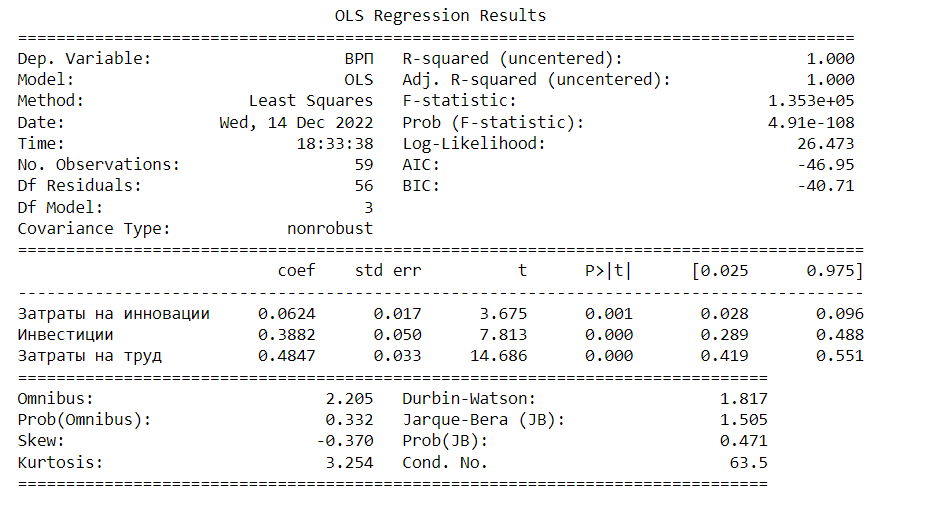 OLS Regression Results
==============================================================================
Dep. Variable: ВРП R-squared (uncentered): 1.000
Model: OLS Adj. R-squared (uncentered): 1.000
Method: Least Squares F-statistic: 1.353e+05
Date: Wed, 14 Dec 2022 Prob (F-statistic): 4.91e-108
Time: 18:33:38 Log-Likelihood: 26.473
No. Observations: 59 AIC: -46.95
Df Residuals: 56 BIC: -40.71
Df Model: 3
Covariance Type: nonrobust
==============================================================================
coef std err t P>|t| [0.025 0.975]
------------------------------------------------------------------------------
Затраты на инновации 0.0624 0.017 3.675 0.001 0.028 0.096
Инвестиции 0.3882 0.050 7.813 0.000 0.289 0.488
Затраты на труд 0.4847 0.033 14.686 0.000 0.419 0.551
==============================================================================
Omnibus: 2.205 Durbin-Watson: 1.817
Prob(Omnibus): 0.332 Jarque-Bera (JB): 1.505
Skew: -0.370 Prob(JB): 0.471
Kurtosis: 3.254 Cond. No. 63.5
==============================================================================